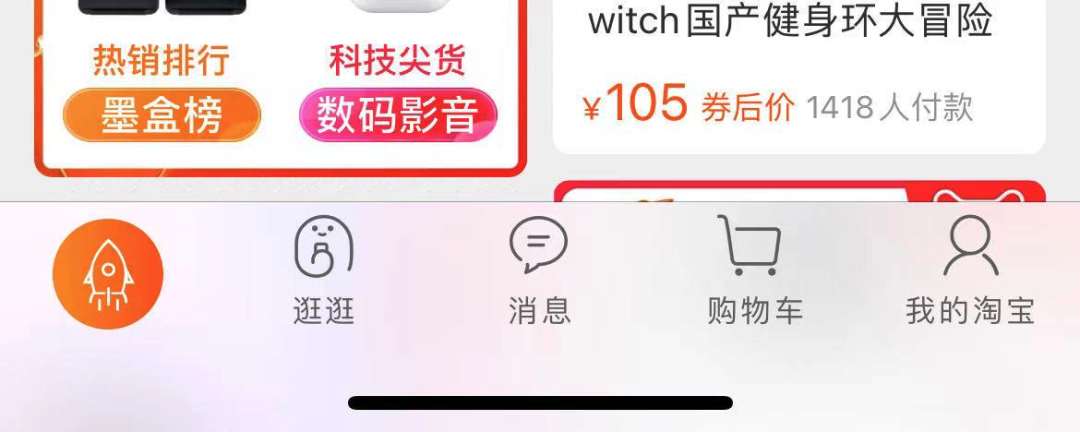 热销排行
墨盒榜
科技尖货
数码影音
witch国产健身环大冒险
¥105 券后价 1418人付款
逛逛
消息
购物车
我的淘宝